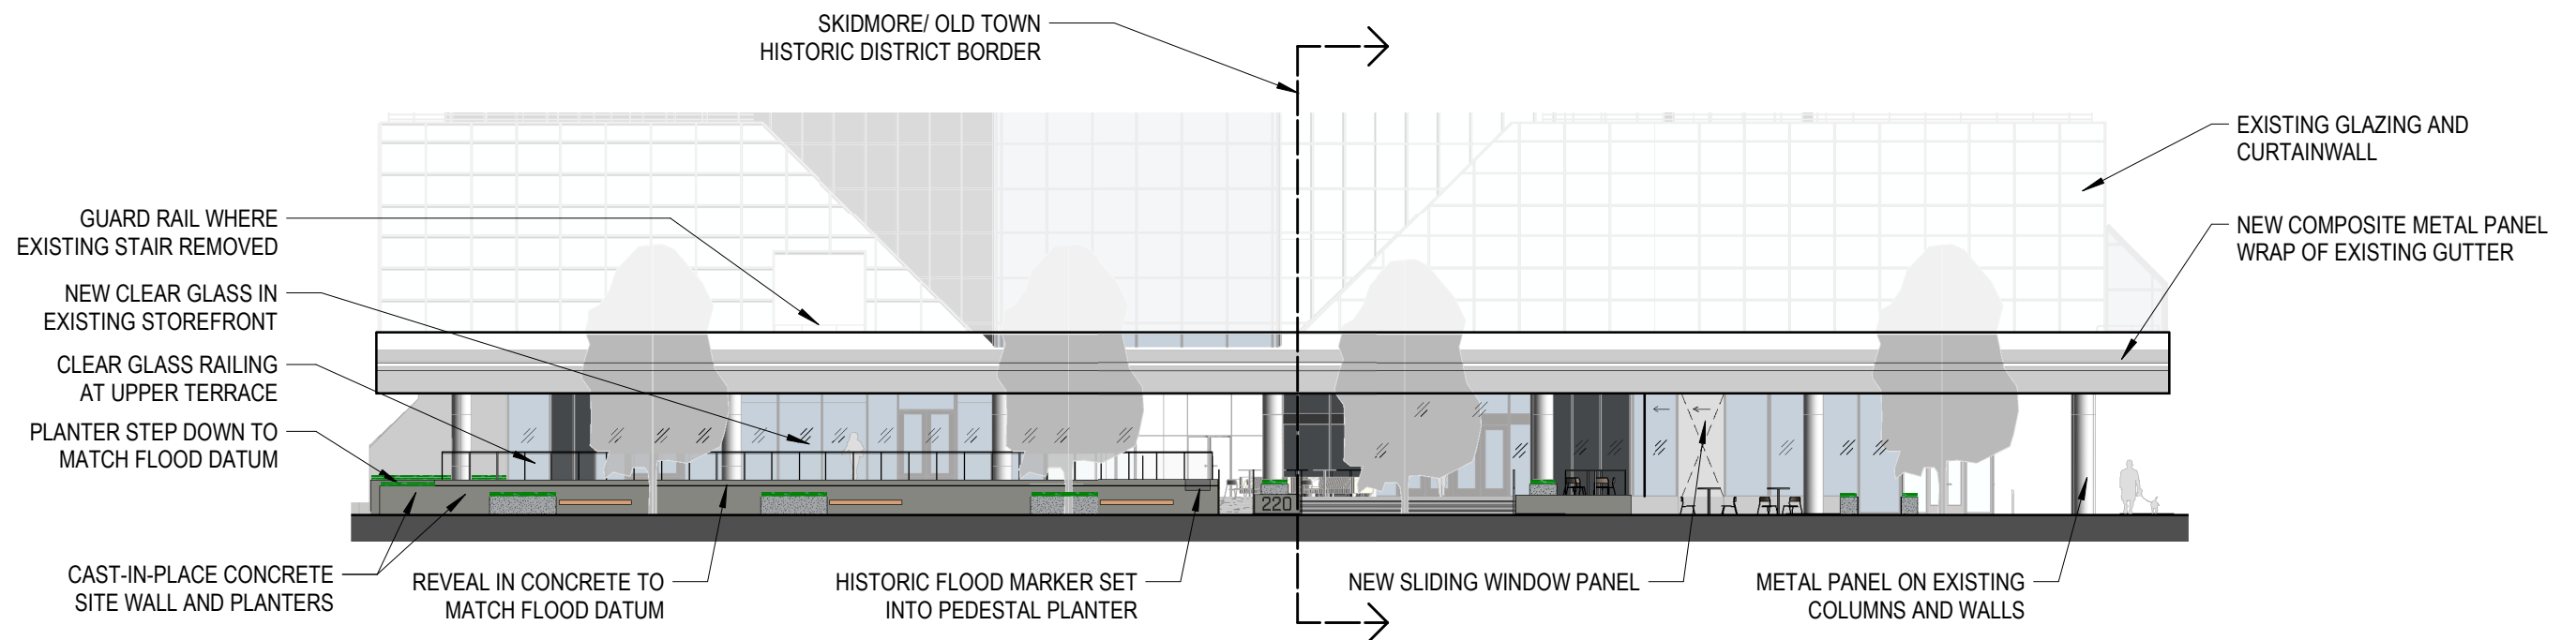 SKIDMORE/ OLD TOWN
HISTORIC DISTRICT BORDER
EXISTING GLAZING AND
CURTAINWALL
GUARD RAIL WHERE
EXISTING STAIR REMOVED
NEW COMPOSITE METAL PANEL
WRAP OF EXISTING GUTTER
NEW CLEAR GLASS IN
EXISTING STOREFRONT
CLEAR GLASS RAILING
AT UPPER TERRACE
PLANTER STEP DOWN TO
MATCH FLOOD DATUM
220
CAST-IN-PLACE CONCRETE
SITE WALL AND PLANTERS
REVEAL IN CONCRETE TO
MATCH FLOOD DATUM
HISTORIC FLOOD MARKER SET
INTO PEDESTAL PLANTER
NEW SLIDING WINDOW PANEL
METAL PANEL ON EXISTING
COLUMNS AND WALLS